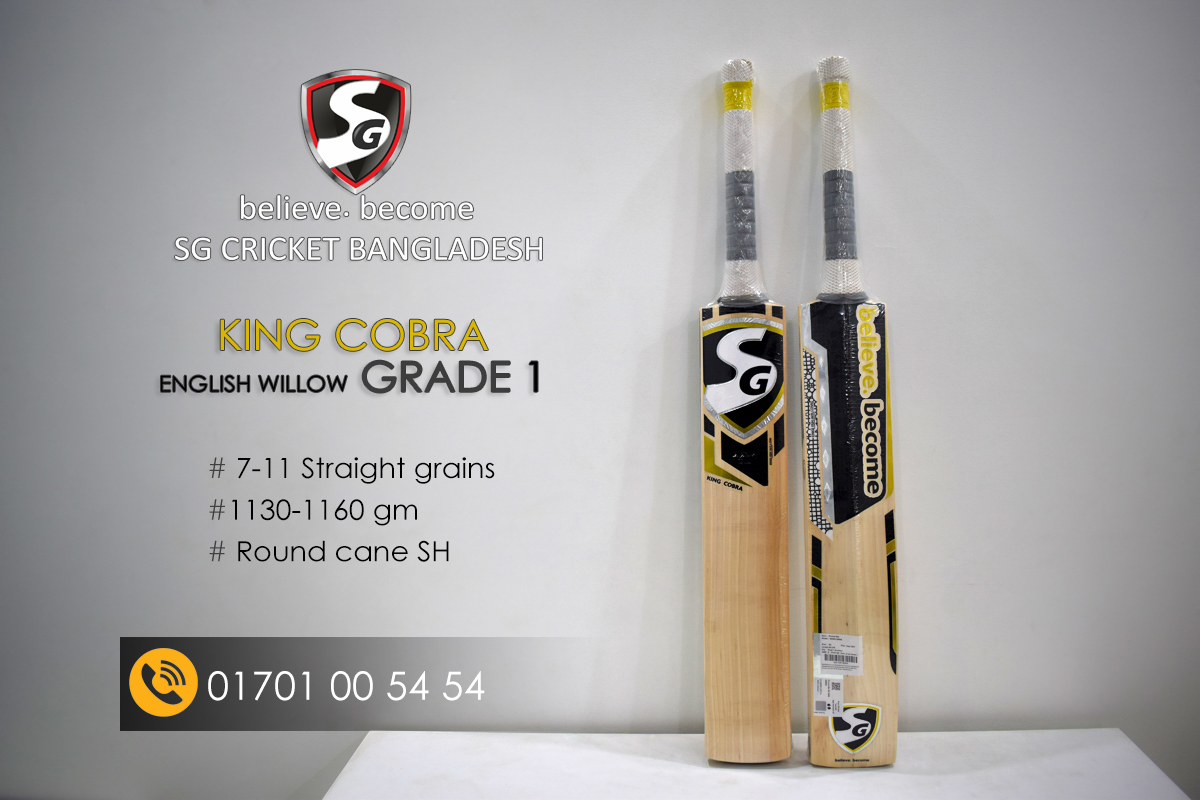 SG
believe. become
SG CRICKET BANGLADESH
KING COBRA
ENGLISH WILLOW GRADE 1
# 7-11 Straight grains
#1130-1160 gm
# Round cane SH
01701 00 54 54
SG
KING COBRA
believe. become
SG
believe. become